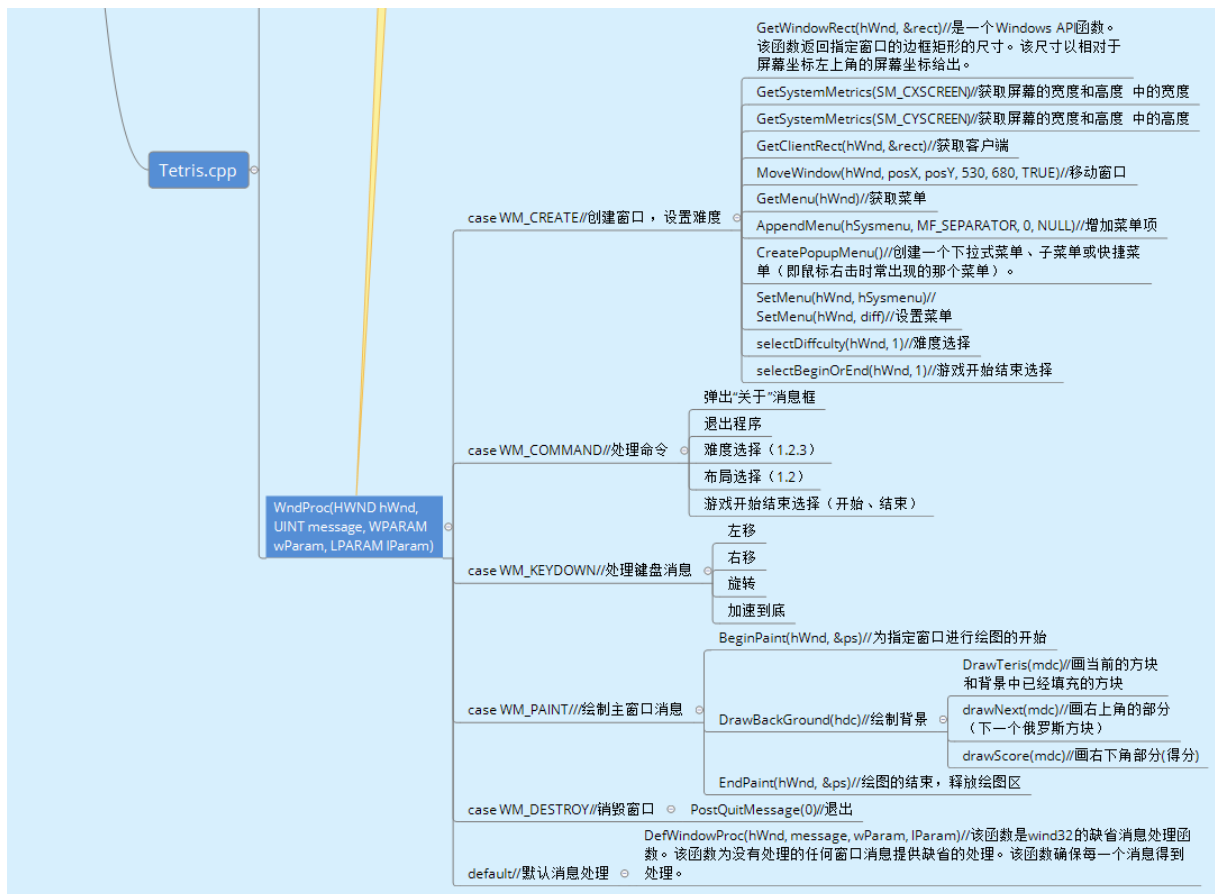 GetWindowRect(hWnd, &rect)//是一个Windows API函数。
该函数返回指定窗口的边框矩形的尺寸。该尺寸以相对于
屏幕坐标左上角的屏幕坐标给出。
GetSystemMetrics(SM_CXSCREEN)//获取屏幕的宽度和高度 中的宽度
GetSystemMetrics(SM_CYSCREEN)//获取屏幕的宽度和高度 中的高度
GetClientRect(hWnd, &rect)//获取客户端
Tetris.cpp
MoveWindow(hWnd, posX, posY, 530, 680, TRUE)//移动窗口
GetMenu(hWnd)//获取菜单
case WM_CREATE//创建窗口 ，设置难度
AppendMenu(hSysmenu, MF_SEPARATOR, 0, NULL)//增加菜单项
CreatePopupMenu()//创建一个下拉式菜单、子菜单或快捷菜
单（即鼠标右击时常出现的那个菜单）。
SetMenu(hWnd, hSysmenu)//
SetMenu(hWnd, diff)//设置菜单
selectDiffculty(hWnd, 1)//难度选择
selectBeginOrEnd(hWnd, 1)//游戏开始结束选择
弹出“关于”消息框
退出程序
case WM_COMMAND//处理命令
难度选择（1.2.3）
布局选择（1.2）
游戏开始结束选择（开始、结束）
WndProc(HWND hWnd,
UINT message, WPARAM
wParam, LPARAM lParam)
左移
右移
case WM_KEYDOWN//处理键盘消息
旋转
加速到底
BeginPaint(hWnd, &ps)//为指定窗口进行绘图的开始
DrawTeris(mdc)//画当前的方块
和背景中已经填充的方块
case WM_PAINT///绘制主窗口消息
DrawBackGround(hdc)//绘制背景
drawNext(mdc)//画右上角的部分
（下一个俄罗斯方块）
drawScore(mdc)//画右下角部分(得分)
EndPaint(hWnd, &ps)//绘图的结束，释放绘图区
case WM_DESTROY//销毁窗口
PostQuitMessage(0)//退出
DefWindowProc(hWnd, message, wParam, lParam)//该函数是wind32的缺省消息处理函
数。该函数为没有处理的任何窗口消息提供缺省的处理。该函数确保每一个消息得到
处理。
default//默认消息处理